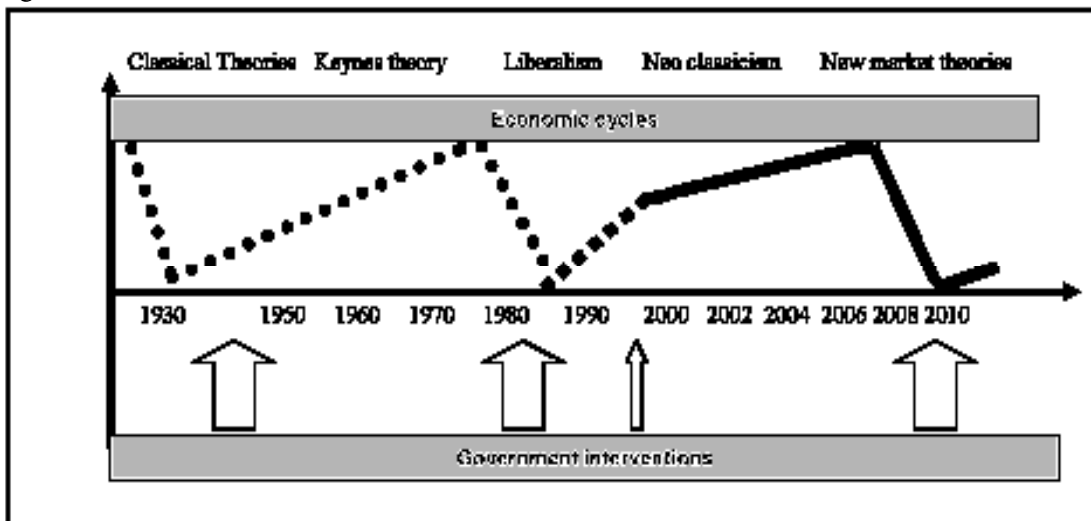 Classical Theories Keynes theory Liberalism Neo classicism New market theories
Economic cycles
1930 1950 1960 1970 1980 1990 2000 2002 2004 2006 2008 2010
Government interventions